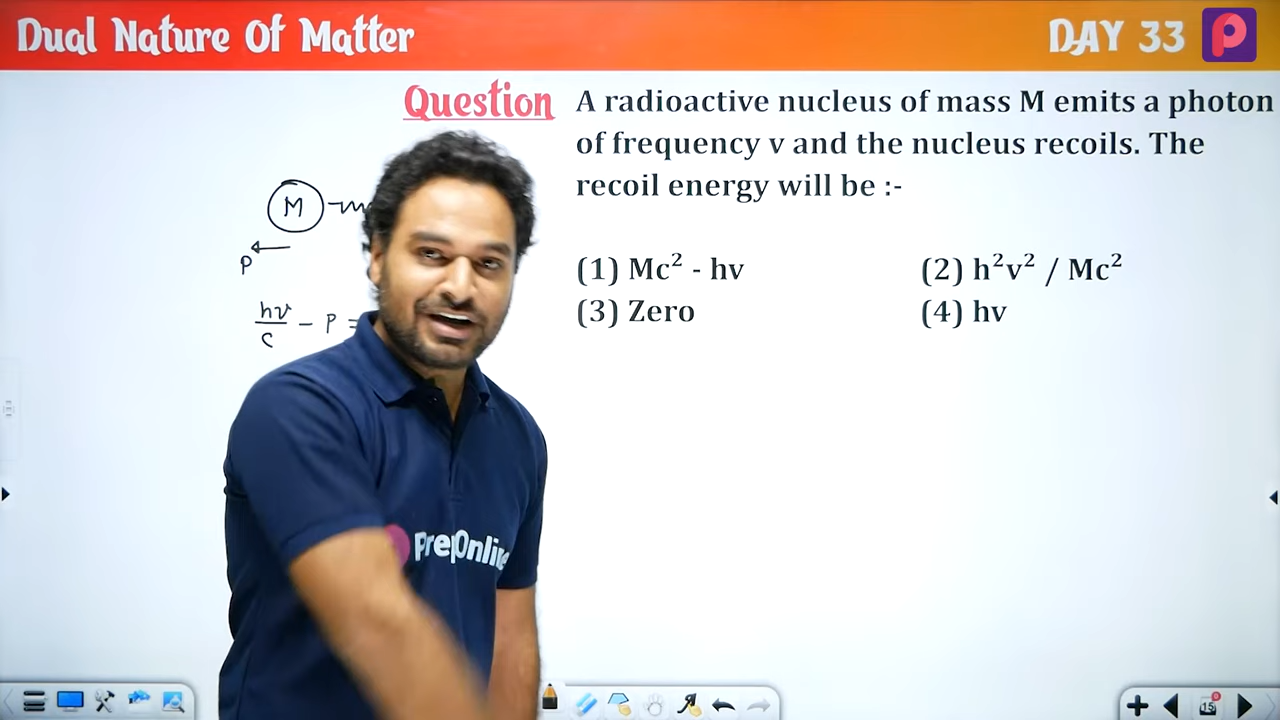 Dual Nature Of Matter
DAY 33
Question A radioactive nucleus of mass M emits a photon
of frequency v and the nucleus recoils. The
recoil energy will be :-
(1) Mc² - hv (2) h²v² / Mc²
(3) Zero (4) hv
M
P
hν/c - P =
PrepOnline
15